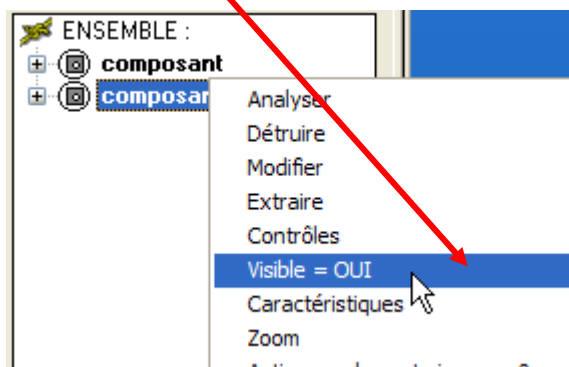 ENSEMBLE :
composant
composan
Analyser
Détruire
Modifier
Extraire
Contrôles
Visible = OUI
Caractéristiques
Zoom